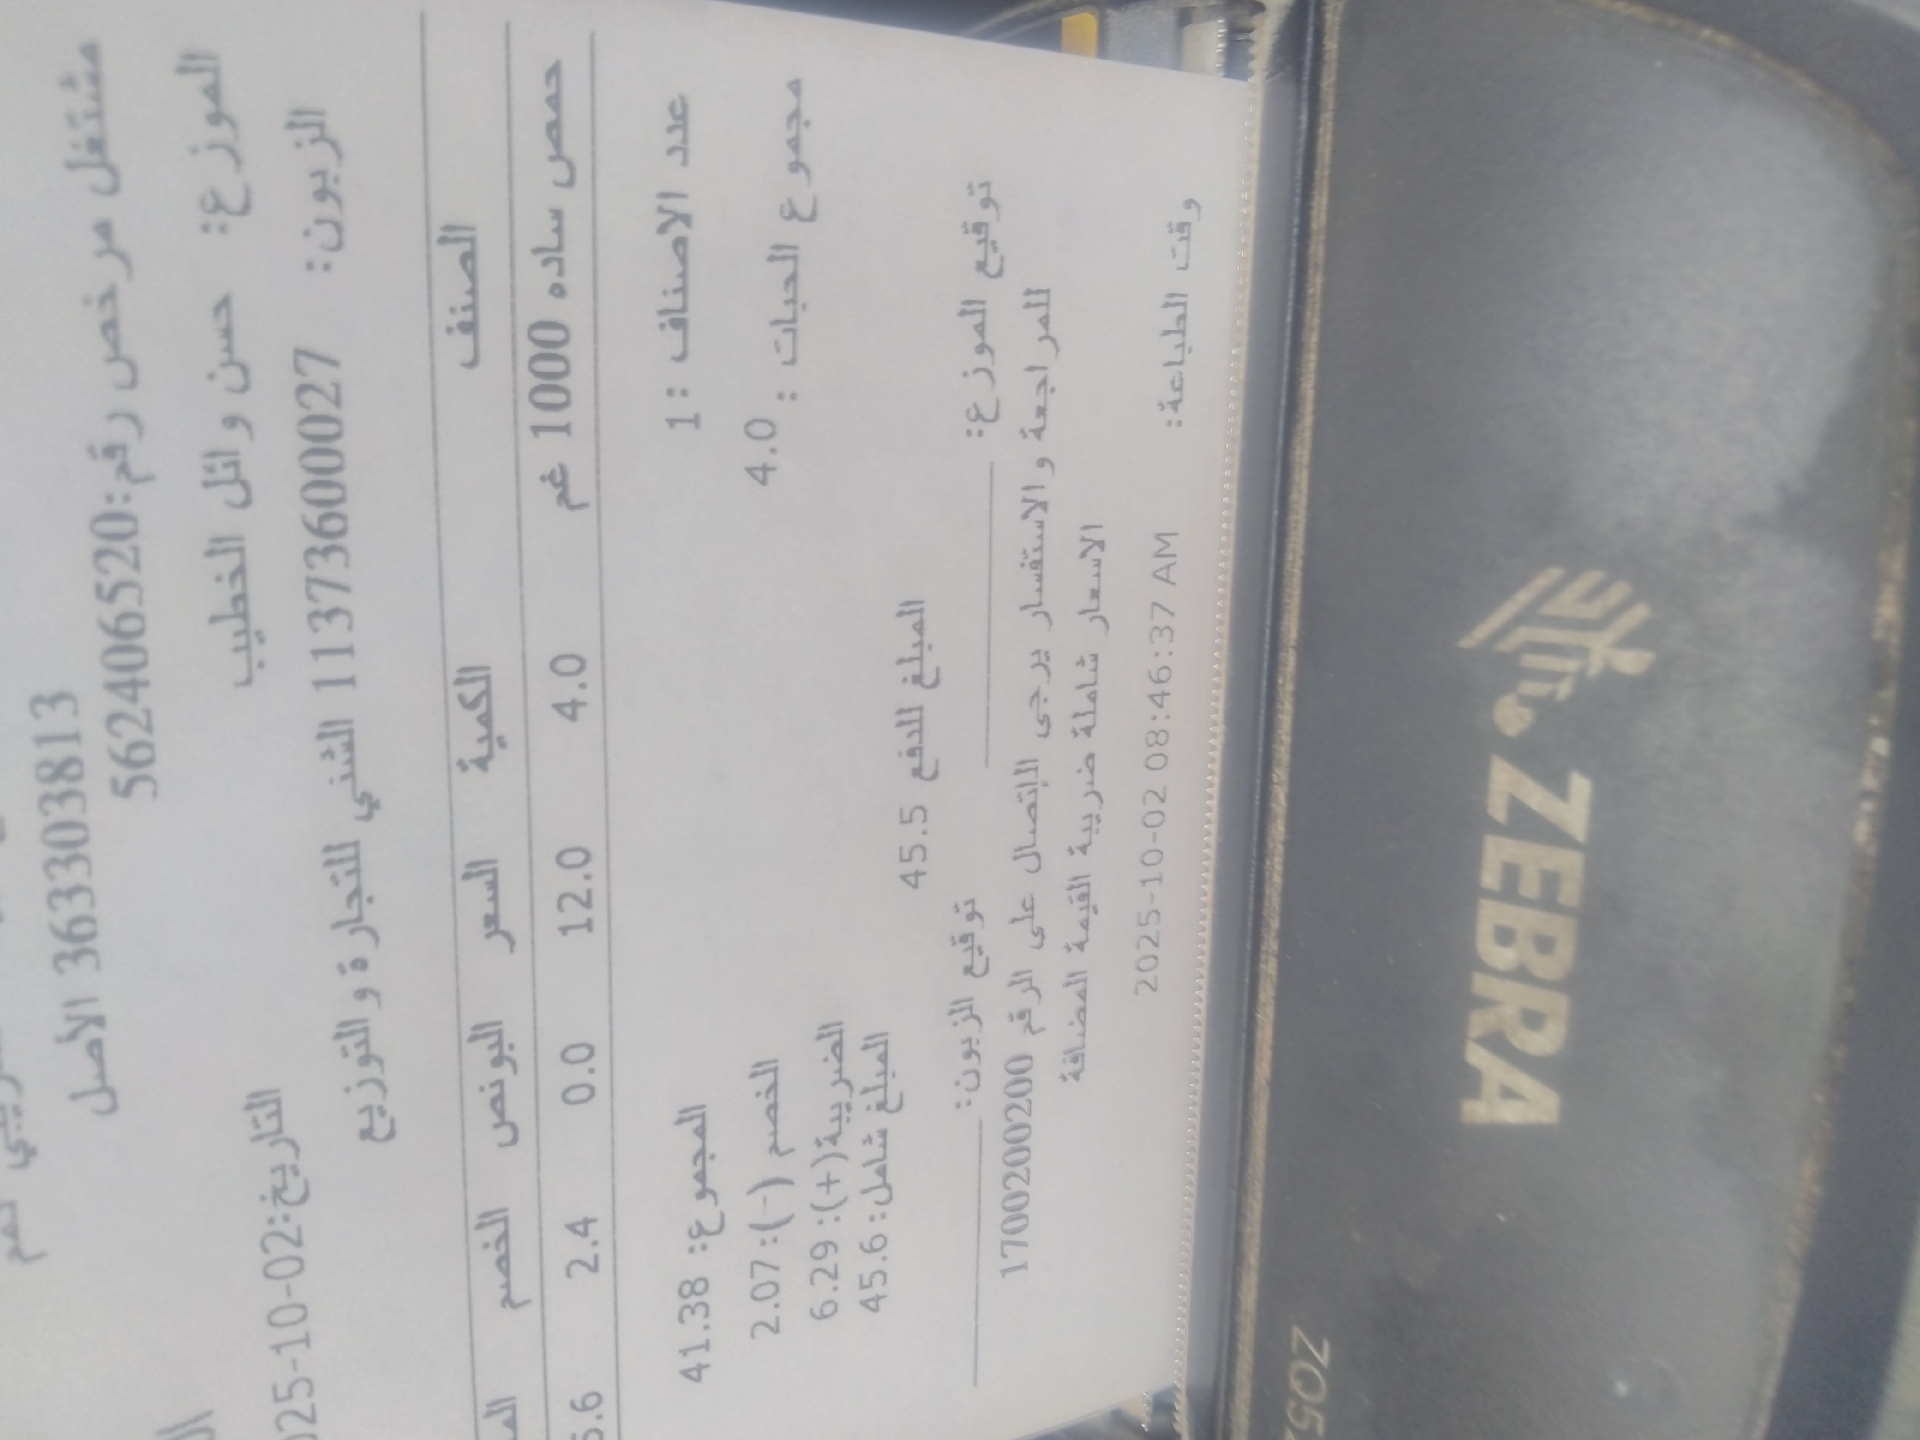 الأصل 3633303813
مشتغل مرخص رقم:562406520
الموزع: حسن وائل الخطيب
التاريخ:025-10-02
الزبون: 113736000027 الشني للتجارة والتوزيع
الصنف الكمية السعر البونص الخصم
حمص ساده 1000 غم 4.0 12.0 0.0 2.4 5.6
عدد الاصناف : 1 المجموع: 41.38
مجموع الحبات : 4.0 الخصم (-): 2.07
الضريبة(+): 6.29
المبلغ شامل: 45.6
المبلغ للدفع 45.5
توقيع الموزع: توقيع الزبون:
للمراجعة والاستفسار يرجى الإتصال على الرقم 1700200200
الاسعار شاملة ضريبة القيمة المضافة
وقت الطباعة: 2025-10-02 08:46:37 AM
ZEBRA